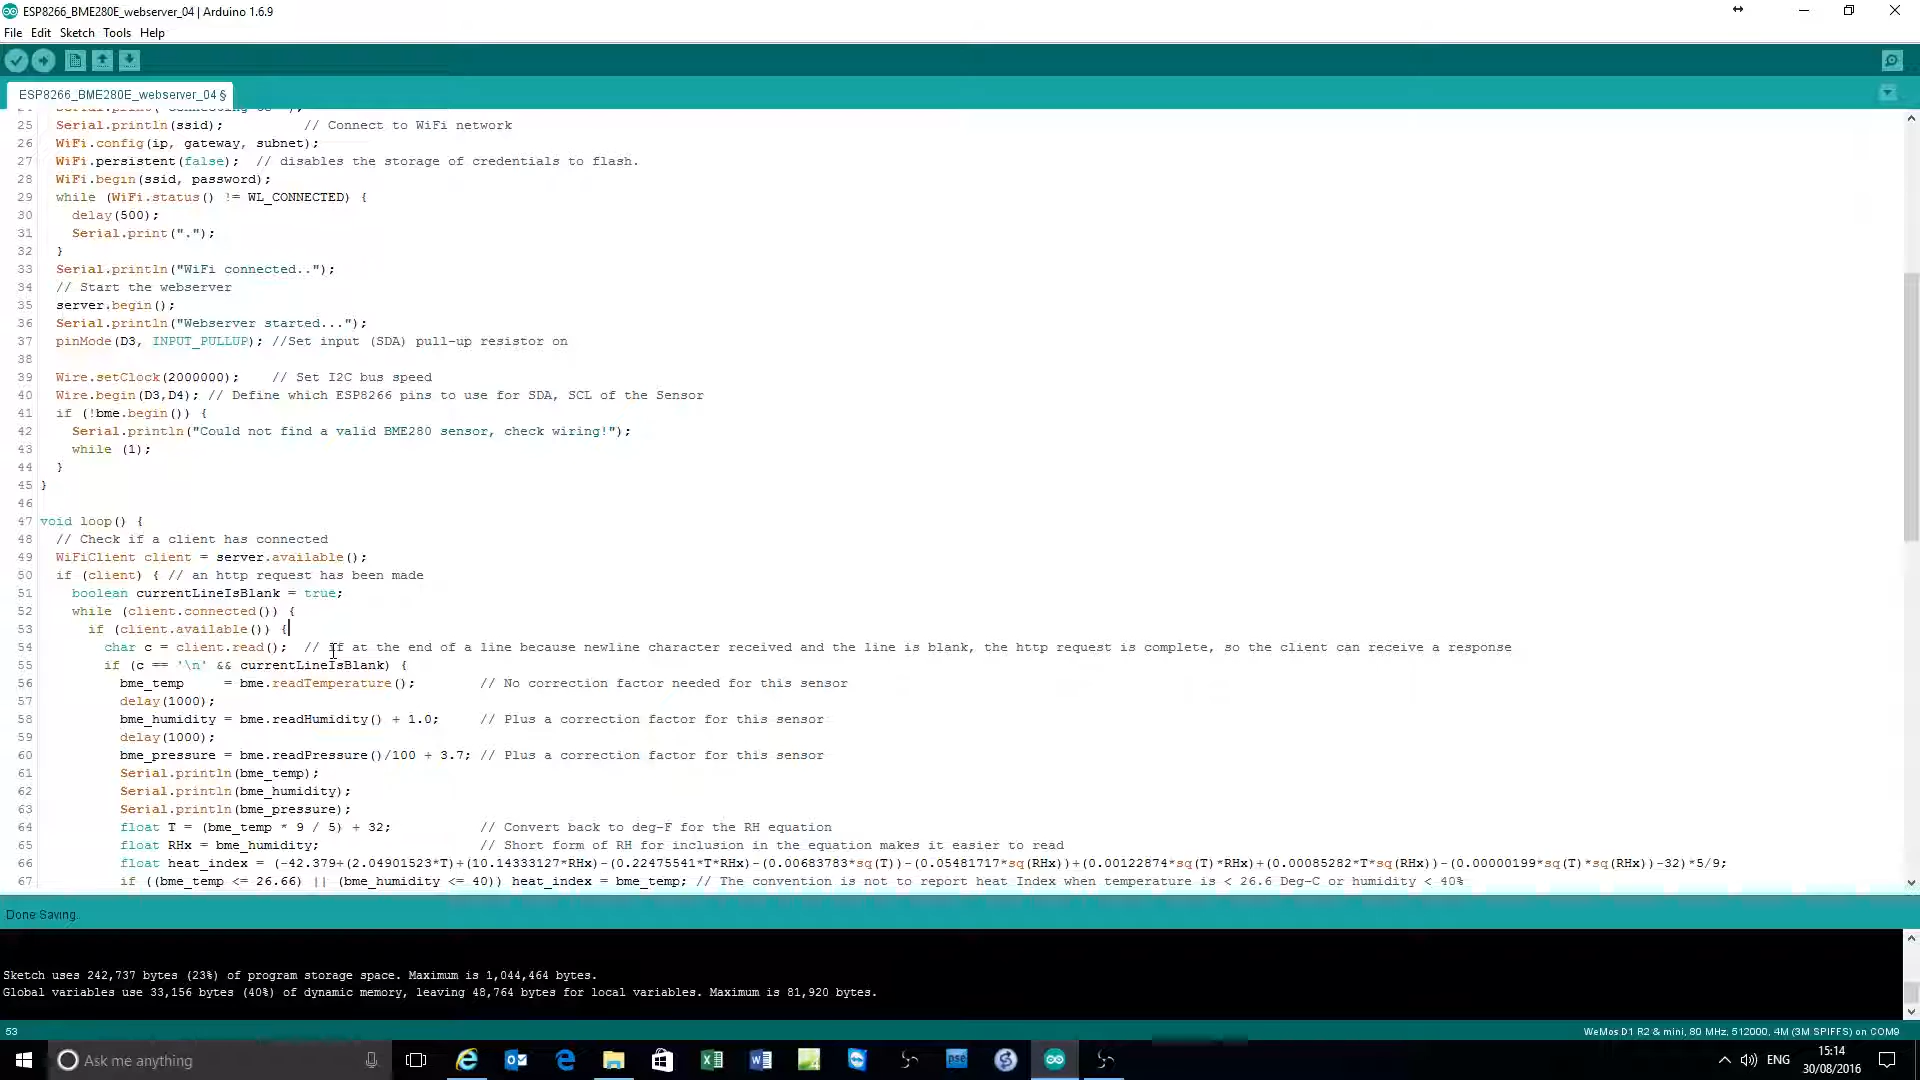 ESP8266_BME280E_webserver_04 | Arduino 1.6.9
File Edit Sketch Tools Help
ESP8266_BME280E_webserver_04 §
25 Serial.println(ssid); // Connect to WiFi network
26 WiFi.config(ip, gateway, subnet);
27 WiFi.persistent(false); // disables the storage of credentials to flash.
28 WiFi.begin(ssid, password);
29 while (WiFi.status() != WL_CONNECTED) {
30 delay(500);
31 Serial.print(".");
32 }
33 Serial.println("WiFi connected..");
34 // Start the webserver
35 server.begin();
36 Serial.println("Webserver started...");
37 pinMode(D3, INPUT_PULLUP); //Set input (SDA) pull-up resistor on
38
39 Wire.setClock(2000000); // Set I2C bus speed
40 Wire.begin(D3,D4); // Define which ESP8266 pins to use for SDA, SCL of the Sensor
41 if (!bme.begin()) {
42 Serial.println("Could not find a valid BME280 sensor, check wiring!");
43 while (1);
44 }
45 }
46
47 void loop() {
48 // Check if a client has connected
49 WiFiClient client = server.available();
50 if (client) { // an http request has been made
51 boolean currentLineIsBlank = true;
52 while (client.connected()) {
53 if (client.available()) {
54 char c = client.read(); // if at the end of a line because newline character received and the line is blank, the http request is complete, so the client can receive a response
55 if (c == '\n' && currentLineIsBlank) {
56 bme_temp = bme.readTemperature(); // No correction factor needed for this sensor
57 delay(1000);
58 bme_humidity = bme.readHumidity() + 1.0; // Plus a correction factor for this sensor
59 delay(1000);
60 bme_pressure = bme.readPressure()/100 + 3.7; // Plus a correction factor for this sensor
61 Serial.println(bme_temp);
62 Serial.println(bme_humidity);
63 Serial.println(bme_pressure);
64 float T = (bme_temp * 9 / 5) + 32; // Convert back to deg-F for the RH equation
65 float RHx = bme_humidity; // Short form of RH for inclusion in the equation makes it easier to read
66 float heat_index = (-42.379+(2.04901523*T)+(10.14333127*RHx)-(0.22475541*T*RHx)-(0.00683783*sq(T))-(0.05481717*sq(RHx))+(0.00122874*sq(T)*RHx)+(0.00085282*T*sq(RHx))-(0.00000199*sq(T)*sq(RHx))-32)*5/9;
67 if ((bme_temp <= 26.66) || (bme_humidity <= 40)) heat_index = bme_temp; // The convention is not to report heat Index when temperature is < 26.6 Deg-C or humidity < 40%
Done Saving.
Sketch uses 242,737 bytes (23%) of program storage space. Maximum is 1,044,464 bytes.
Global variables use 33,156 bytes (40%) of dynamic memory, leaving 48,764 bytes for local variables. Maximum is 81,920 bytes.
53 WeMos D1 R2 & mini, 80 MHz, 512000, 4M (3M SPIFFS) on COM9
Ask me anything
ENG
15:14
30/08/2016